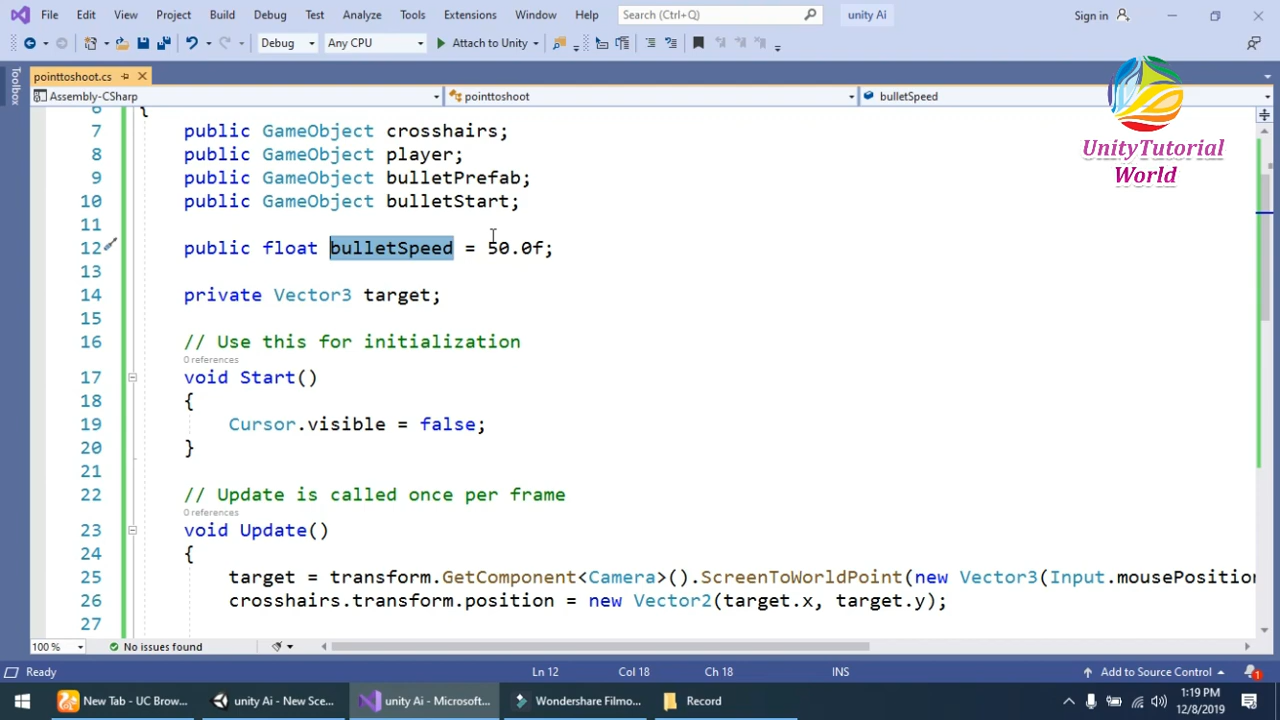 File Edit View Project Build Debug Test Analyze Tools Extensions Window Help Search (Ctrl+Q) unity Ai Sign in
Debug Any CPU Attach to Unity
pointtoshoot.cs
Assembly-CSharp pointtoshoot bulletSpeed
Toolbox
UnityTutorial
World
6 {
7 public GameObject crosshairs;
8 public GameObject player;
9 public GameObject bulletPrefab;
10 public GameObject bulletStart;
11
12 public float bulletSpeed = 50.0f;
13
14 private Vector3 target;
15
16 // Use this for initialization
0 references
17 void Start()
18 {
19 Cursor.visible = false;
20 }
21
22 // Update is called once per frame
0 references
23 void Update()
24 {
25 target = transform.GetComponent<Camera>().ScreenToWorldPoint(new Vector3(Input.mousePosition
26 crosshairs.transform.position = new Vector2(target.x, target.y);
27
100 % No issues found
Ready Ln 12 Col 18 Ch 18 INS Add to Source Control 1
New Tab - UC Brow... unity Ai - New Sce... unity Ai - Microsoft... Wondershare Filmo... Record
1:19 PM
12/8/2019